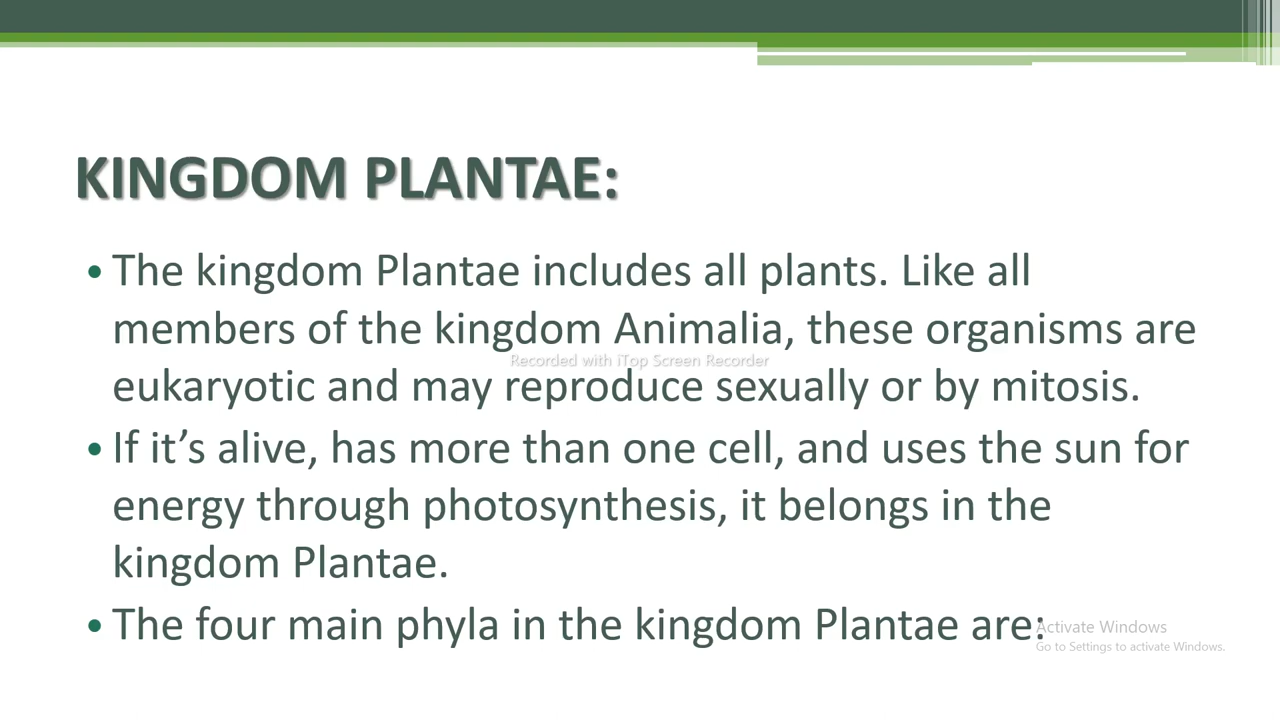 KINGDOM PLANTAE:
• The kingdom Plantae includes all plants. Like all
members of the kingdom Animalia, these organisms are
Recorded with iTop Screen Recorder
eukaryotic and may reproduce sexually or by mitosis.
• If it’s alive, has more than one cell, and uses the sun for
energy through photosynthesis, it belongs in the
kingdom Plantae.
• The four main phyla in the kingdom Plantae are:
Activate Windows
Go to Settings to activate Windows.